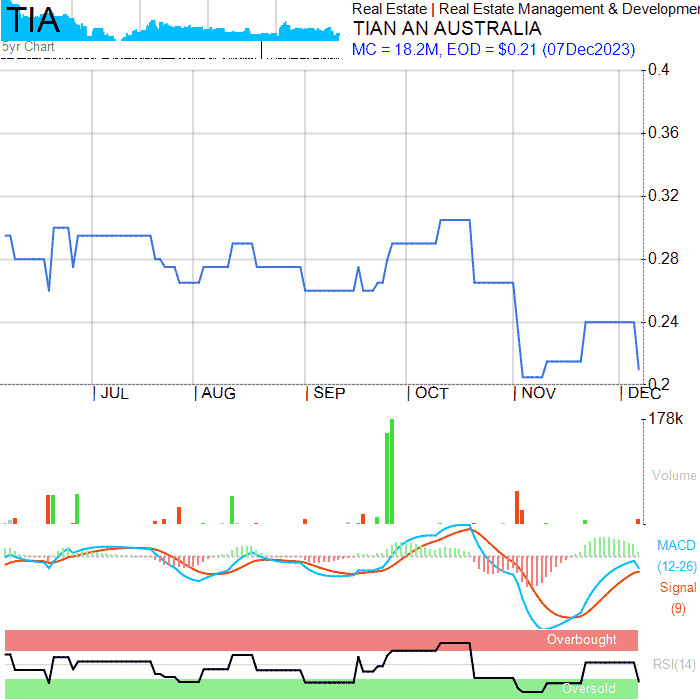 TIA
5yr Chart
Real Estate | Real Estate Management & Developmer
TIAN AN AUSTRALIA
MC = 18.2M, EOD = $0.21 (07Dec2023)
0.4
0.36
0.32
0.28
0.24
0.2
JUL
AUG
SEP
OCT
NOV
DEC
178k
Volume
MACD
(12-26)
Signal
(9)
Overbought
RSI(14)
Oversold